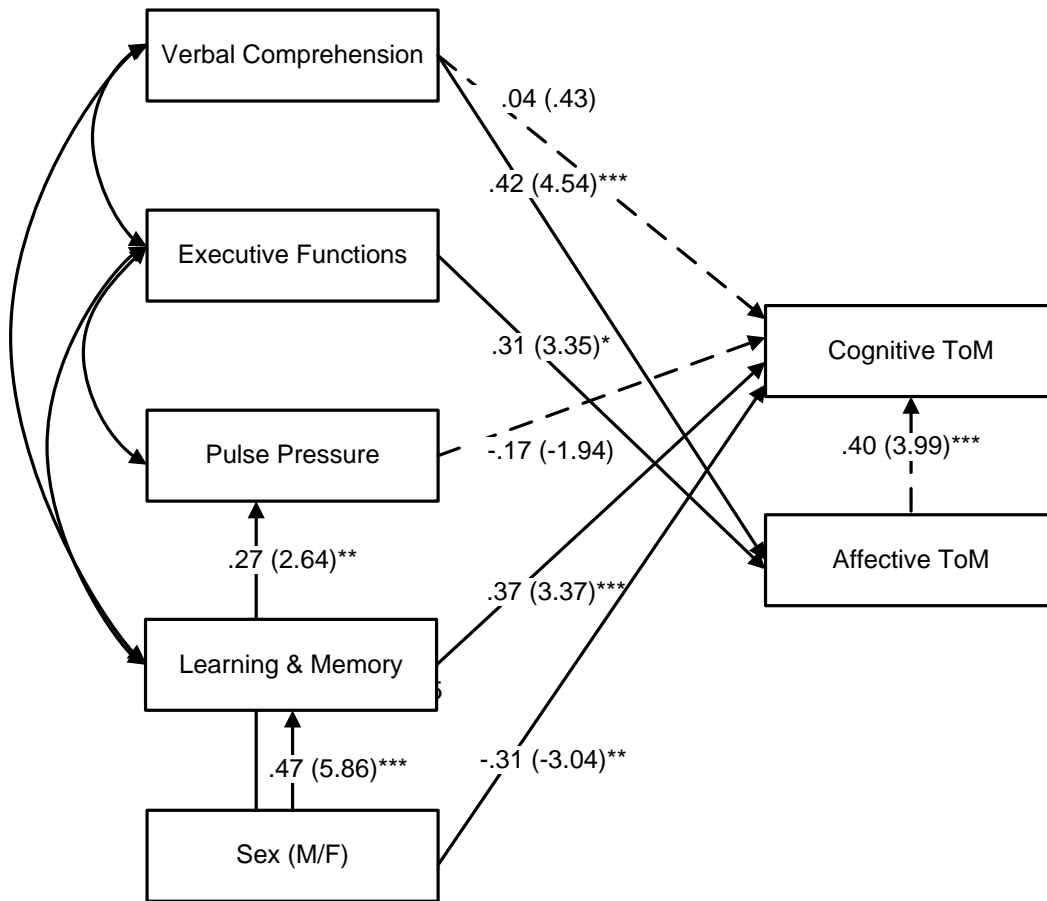 Verbal Comprehension
.04 (.43)
.42 (4.54)***
Executive Functions
.31 (3.35)*
Cognitive ToM
Pulse Pressure
-.17 (-1.94)
.40 (3.99)***
.27 (2.64)**
Affective ToM
.37 (3.37)***
Learning & Memory
.47 (5.86)***
-.31 (-3.04)**
Sex (M/F)